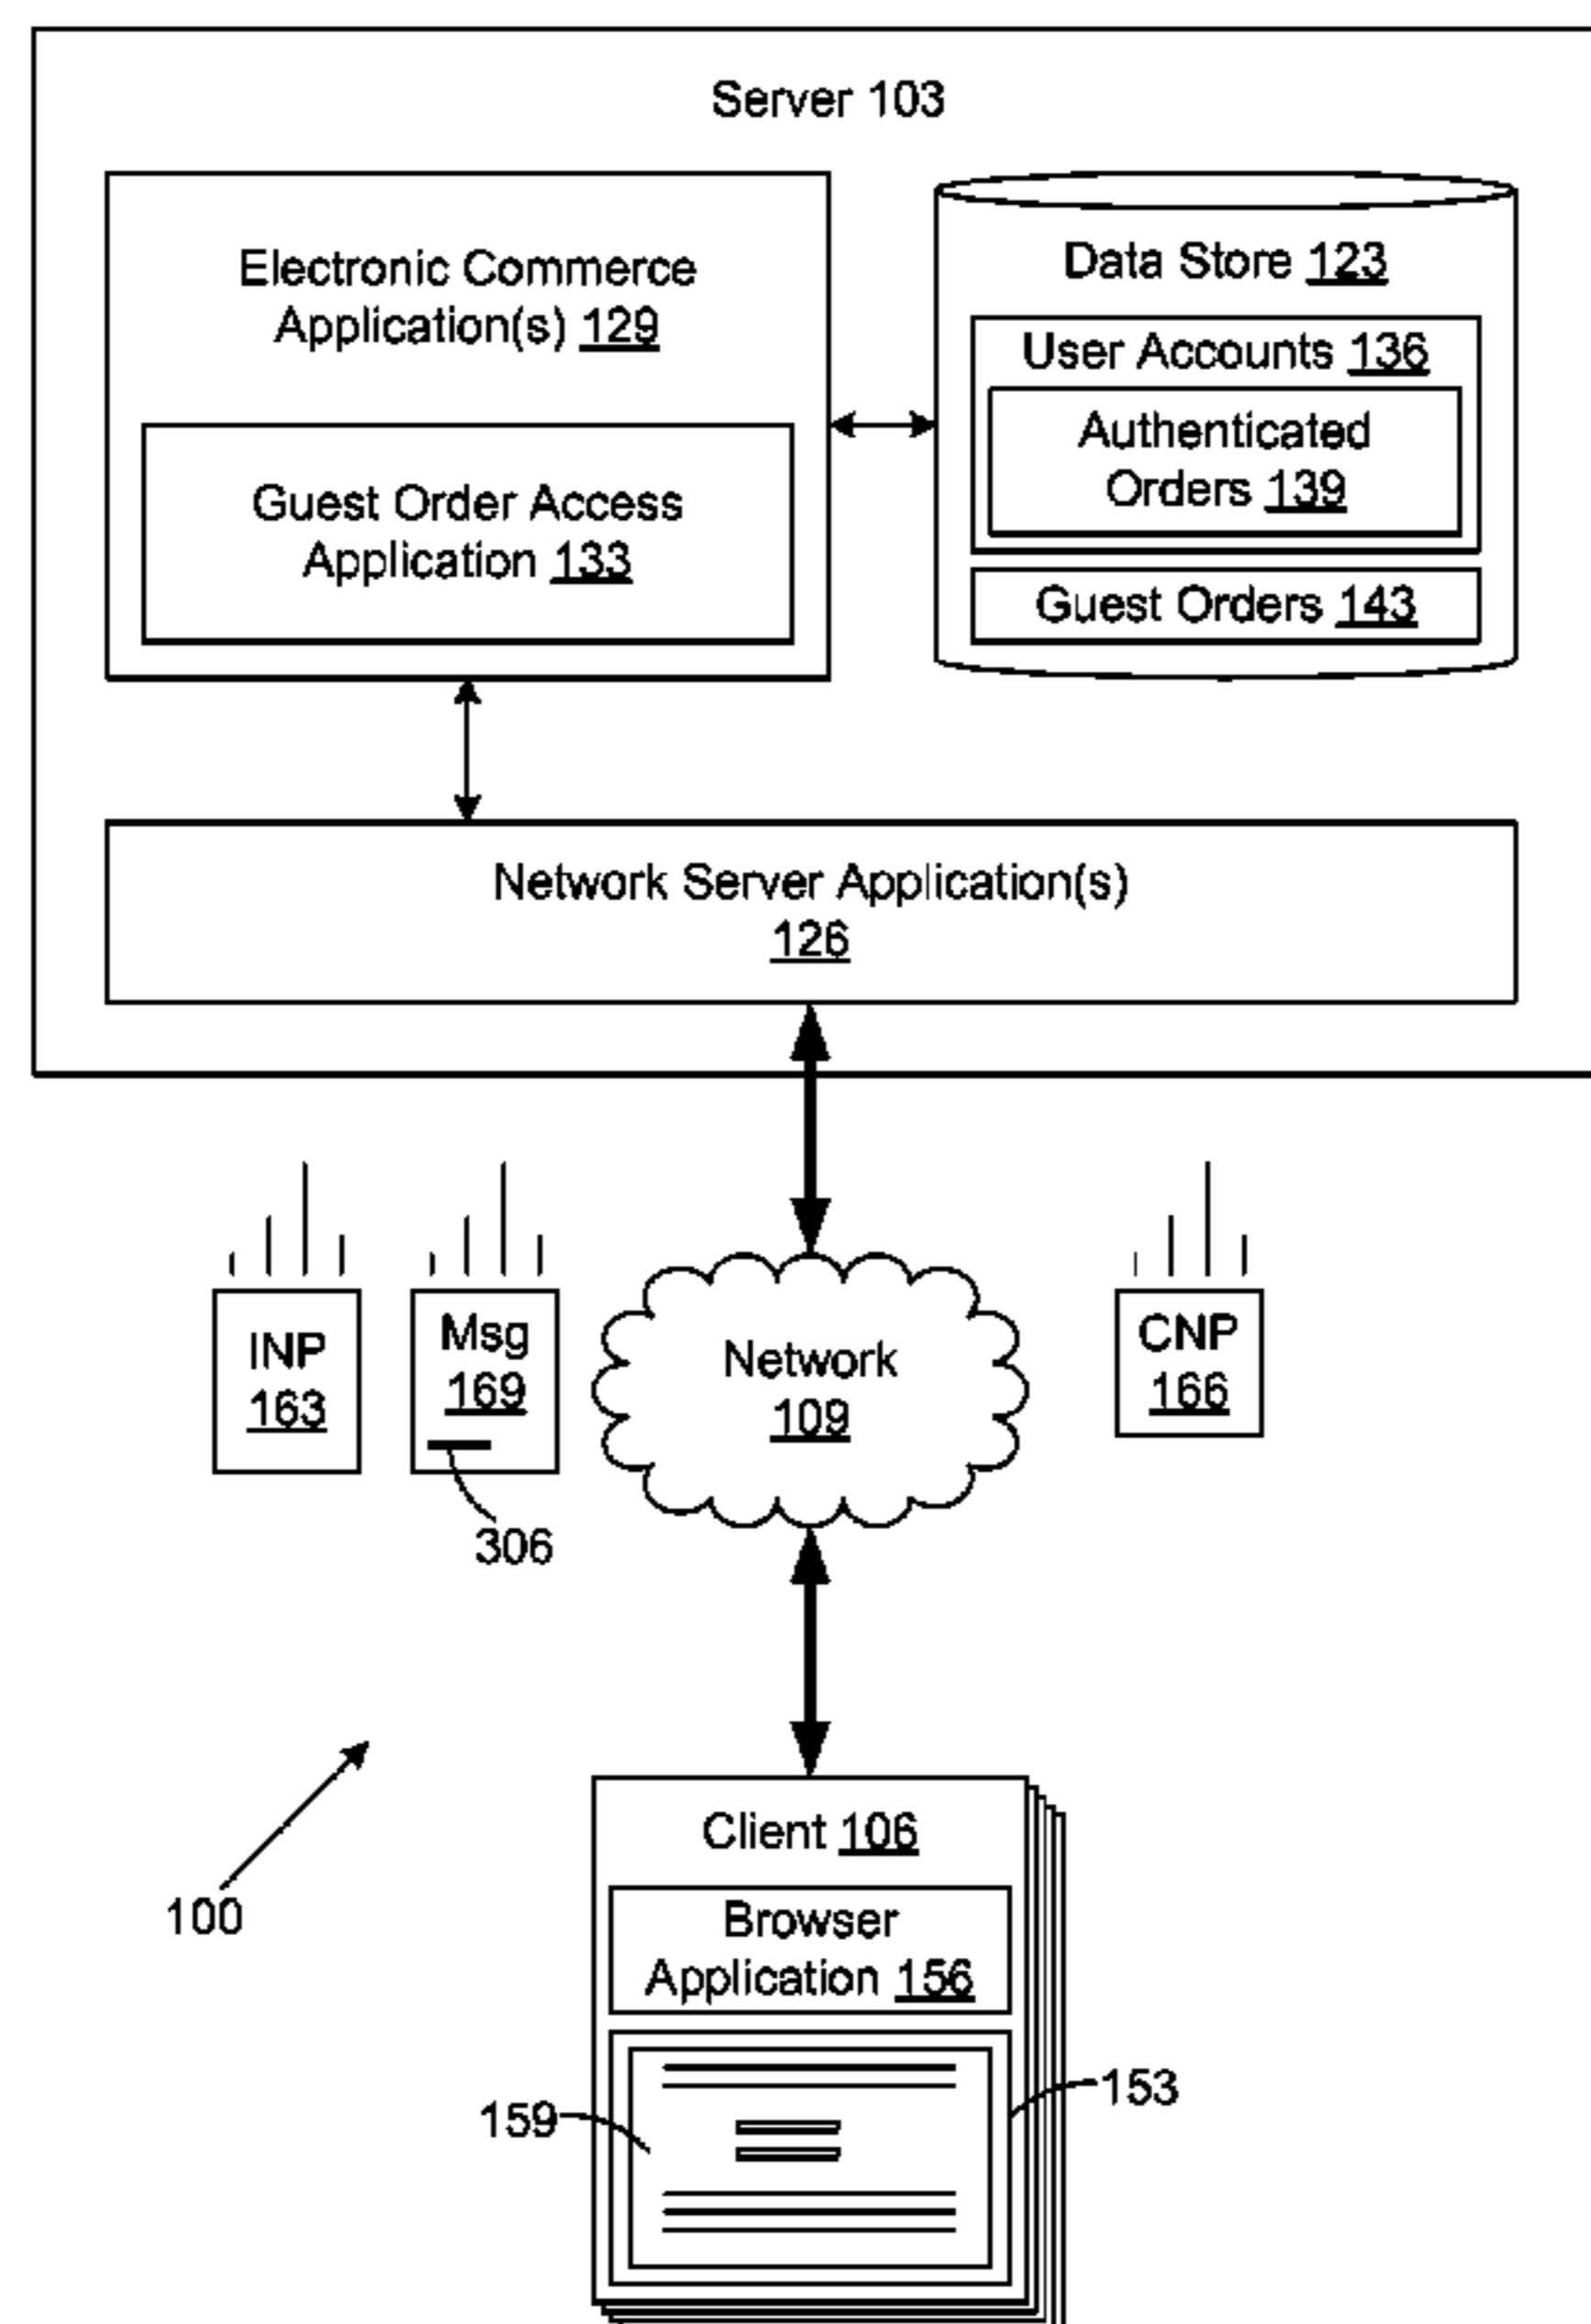 Server 103
Electronic Commerce
Application(s) 129
Guest Order Access
Application 133
Data Store 123
User Accounts 136
Authenticated
Orders 139
Guest Orders 143
Network Server Application(s)
126
INP
163
Msg
169
306
Network
109
CNP
166
100
Client 106
Browser
Application 156
159
153